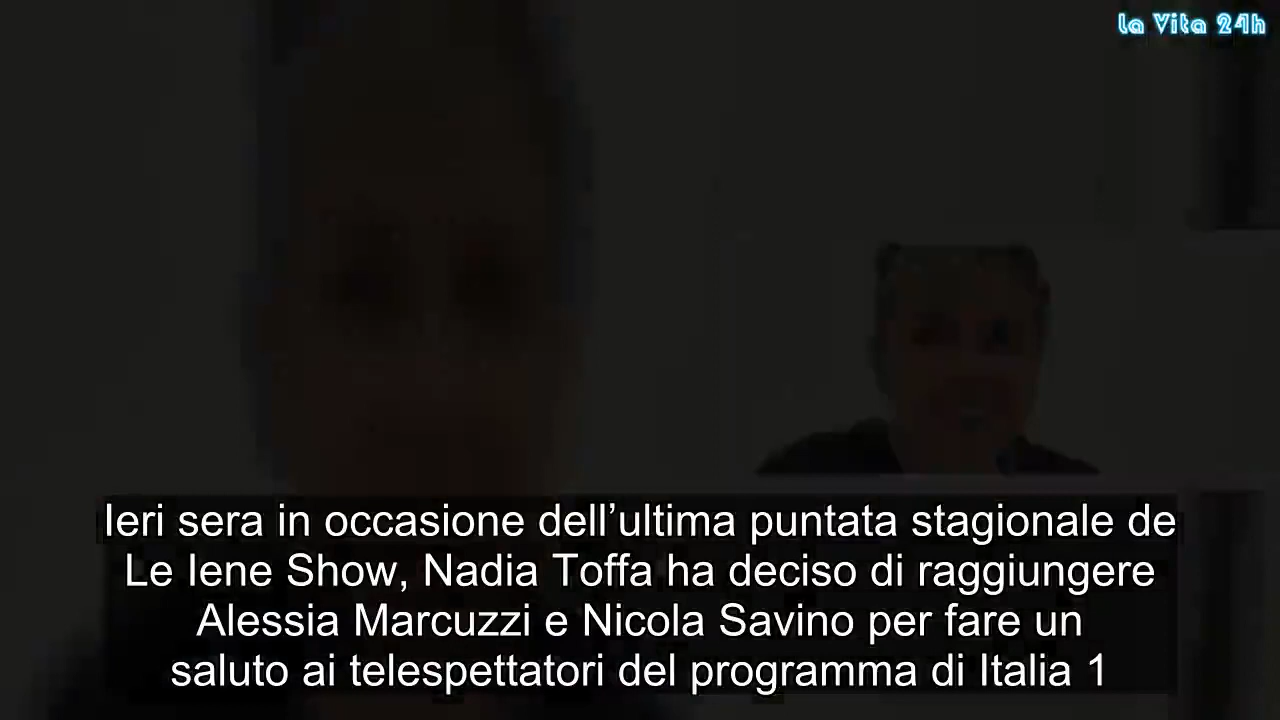 la Vita 24h
Ieri sera in occasione dell’ultima puntata stagionale de
Le Iene Show, Nadia Toffa ha deciso di raggiungere
Alessia Marcuzzi e Nicola Savino per fare un
saluto ai telespettatori del programma di Italia 1